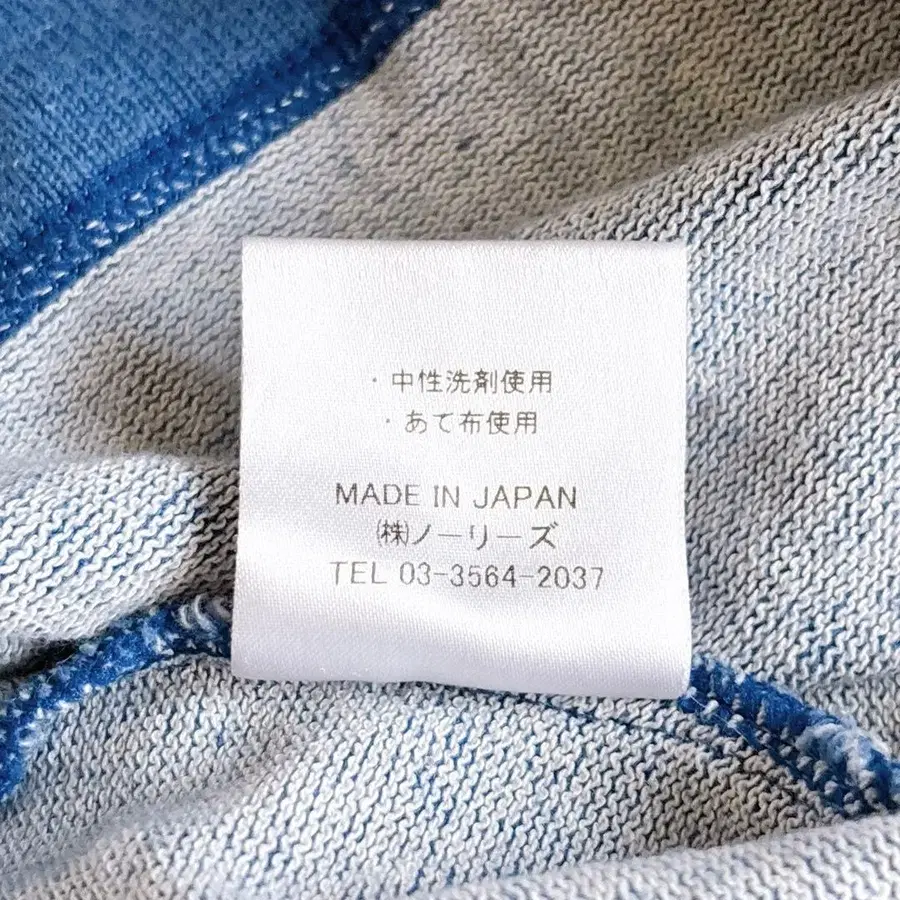 ・中性洗剤使用
・あて布使用
MADE IN JAPAN
㈱ノーリーズ
TEL 03-3564-2037